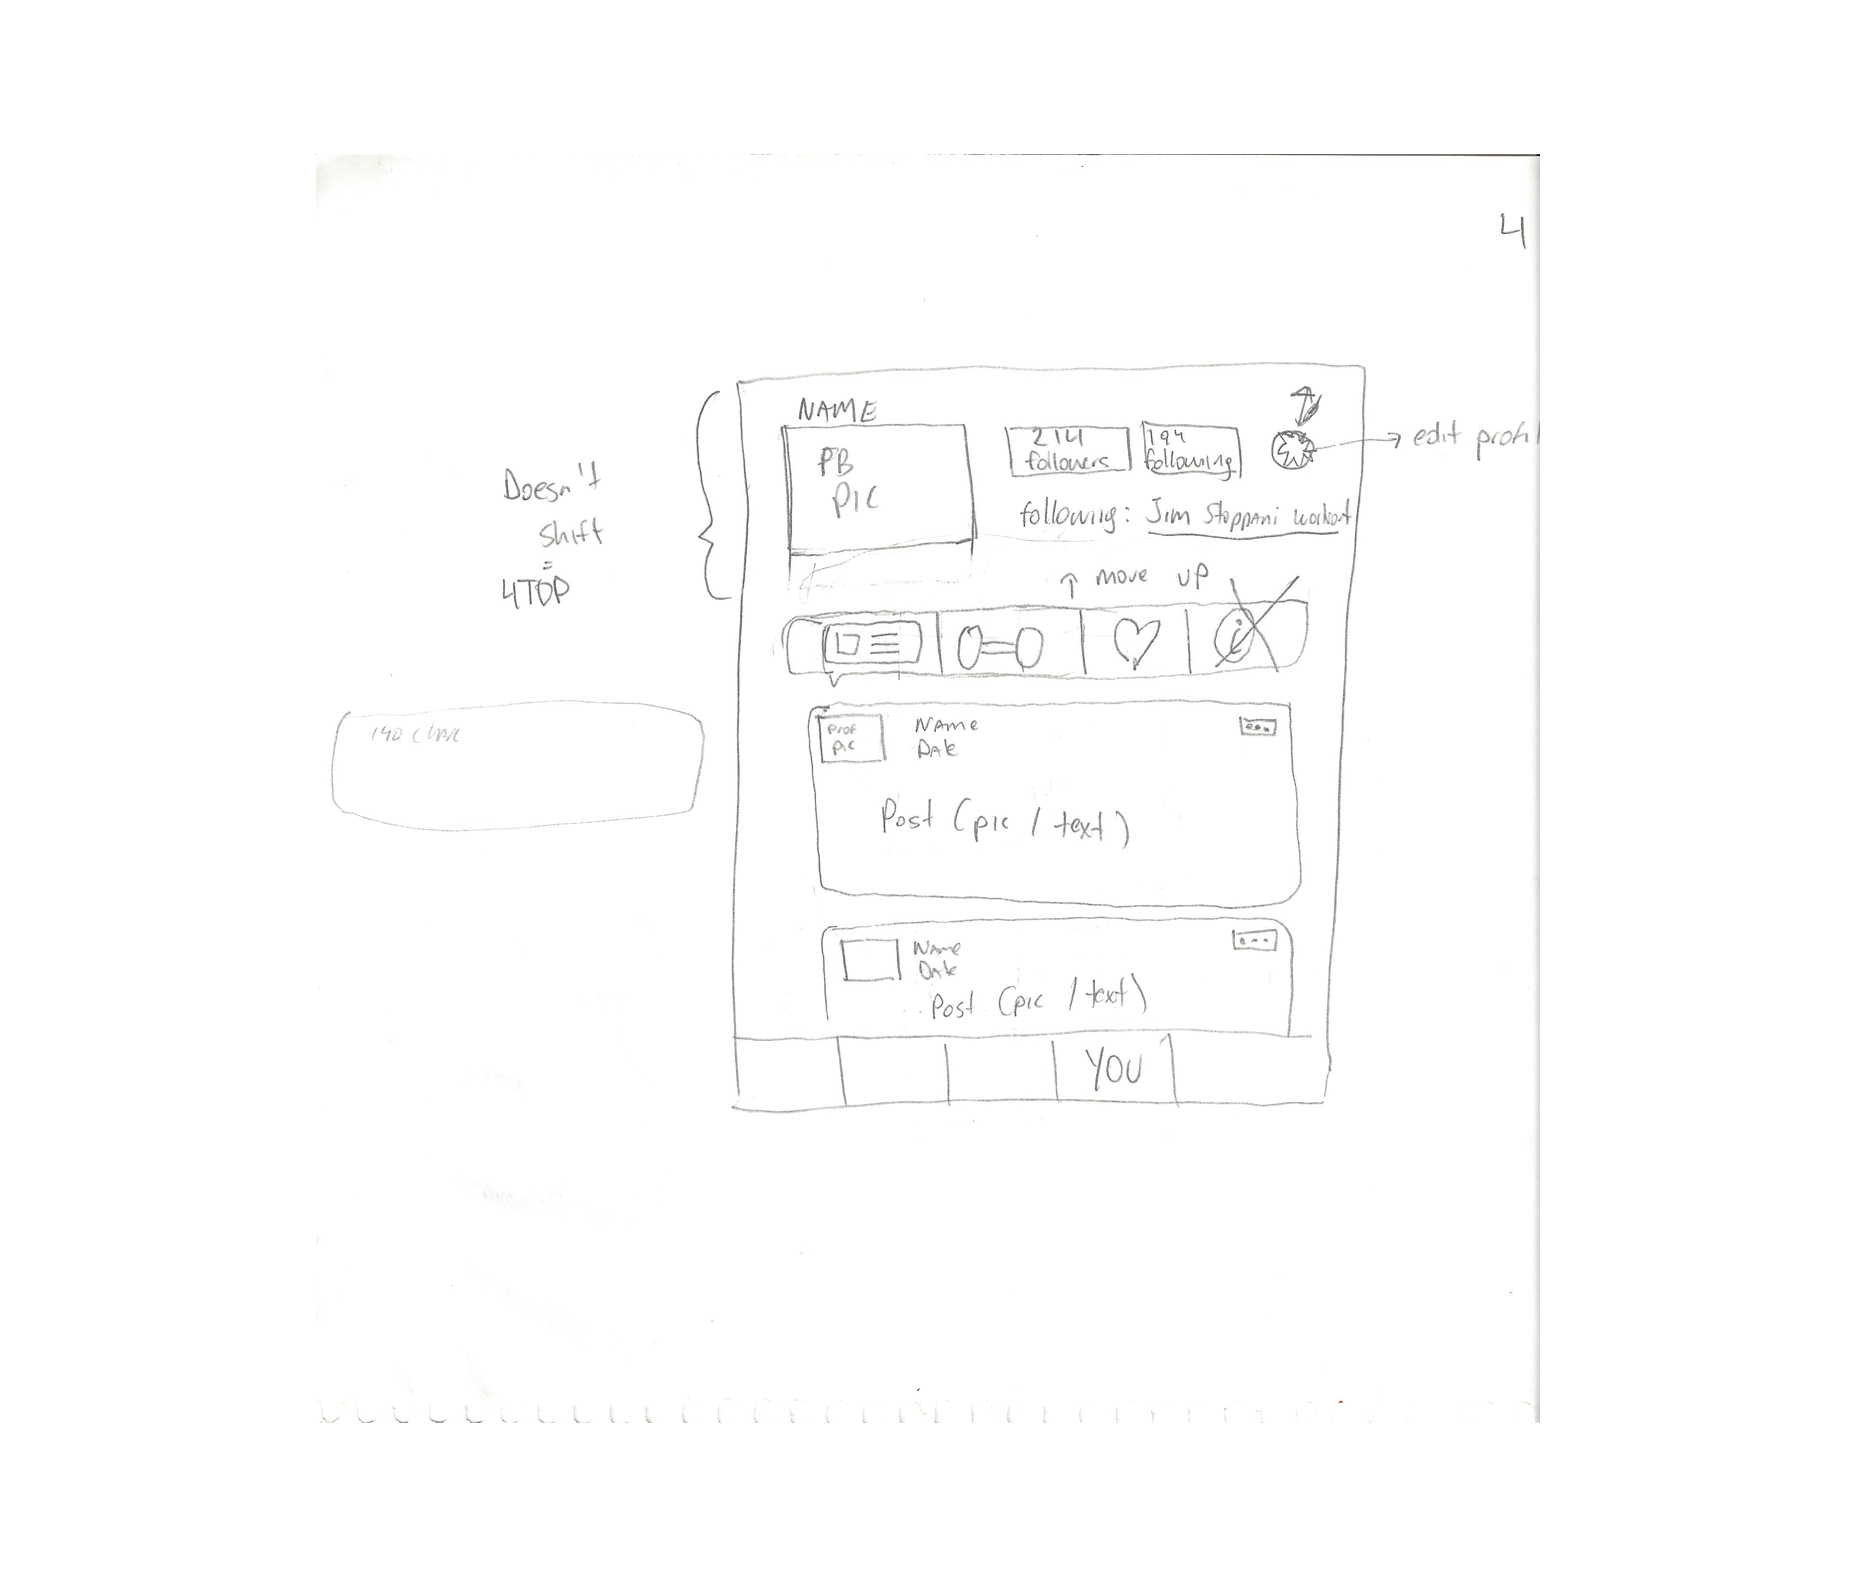 4
NAME
PB
PIC
214
followers
194
following
edit profil
following: Jim Stoppani workout
Doesn't
shift
=
4TOP
↑ move up
i
140 char
Prof
pic
Name
Date
Post (pic / text)
Name
Date
Post (pic / text)
YOU